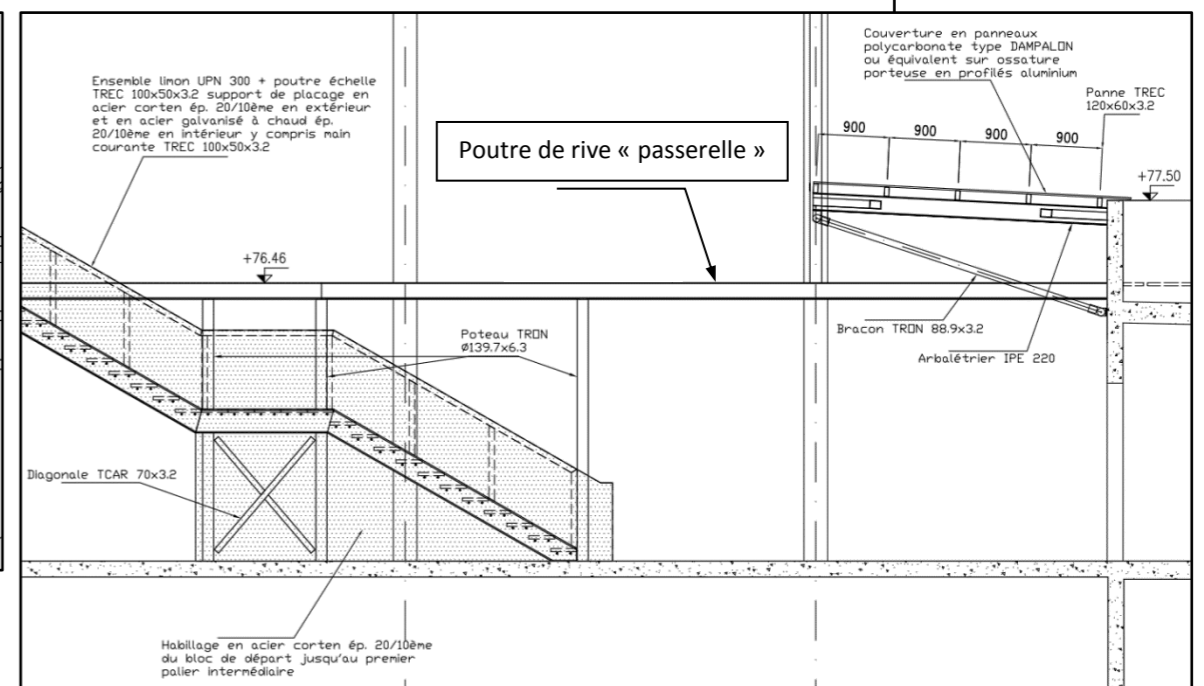 Couverture en panneaux
polycarbonate type DAMPALON
ou équivalent sur ossature
porteuse en profilés aluminium
Ensemble limon UPN 300 + poutre échelle
TREC 100x50x3.2 support de placage en
acier corten ép. 20/10ème en extérieur
et en acier galvanisé à chaud ép.
20/10ème en intérieur y compris main
courante TREC 100x50x3.2
Panne TREC
120x60x3.2
Poutre de rive « passerelle »
900 900 900 900
+77.50
+76.46
Poteau TRON
Ø139.7x6.3
Bracon TRON 88.9x3.2
Arbalétrier IPE 220
Diagonale TCAR 70x3.2
Habillage en acier corten ép. 20/10ème
du bloc de départ jusqu'au premier
palier intermédiaire